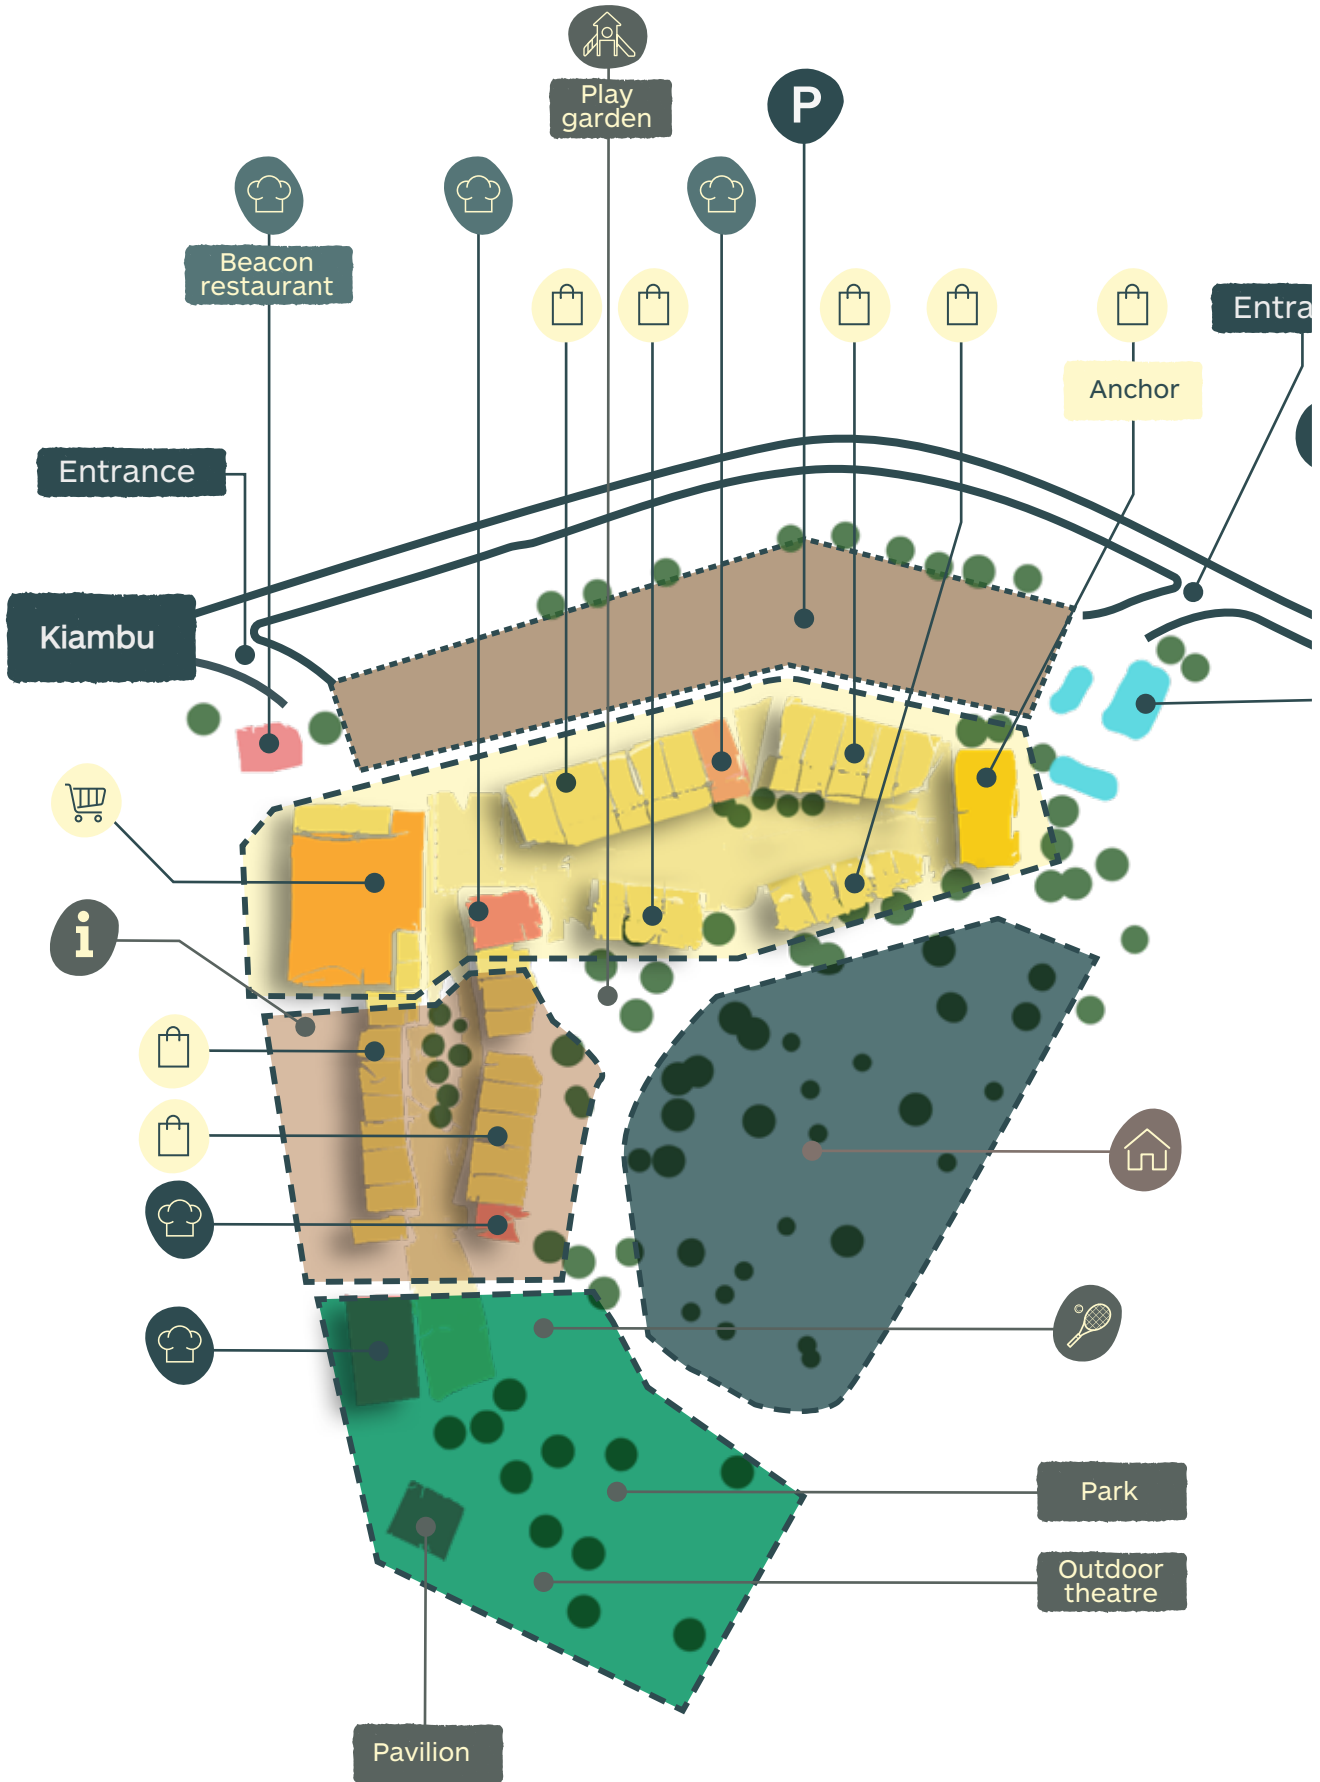 Play
garden
P
Beacon
restaurant
Entra
Anchor
Entrance
Kiambu
i
Park
Outdoor
theatre
Pavilion